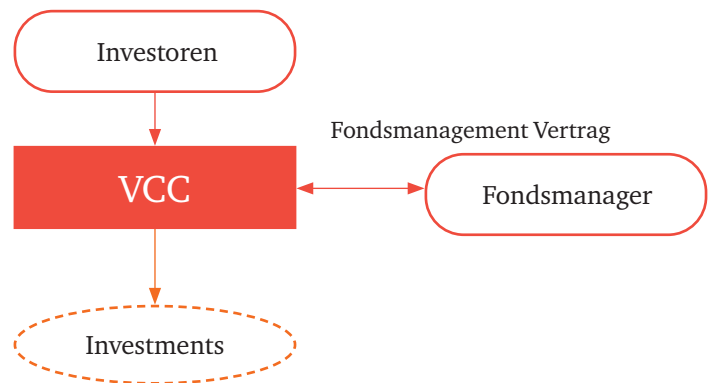 Investoren
Fondsmanagement Vertrag
VCC
Fondsmanager
Investments